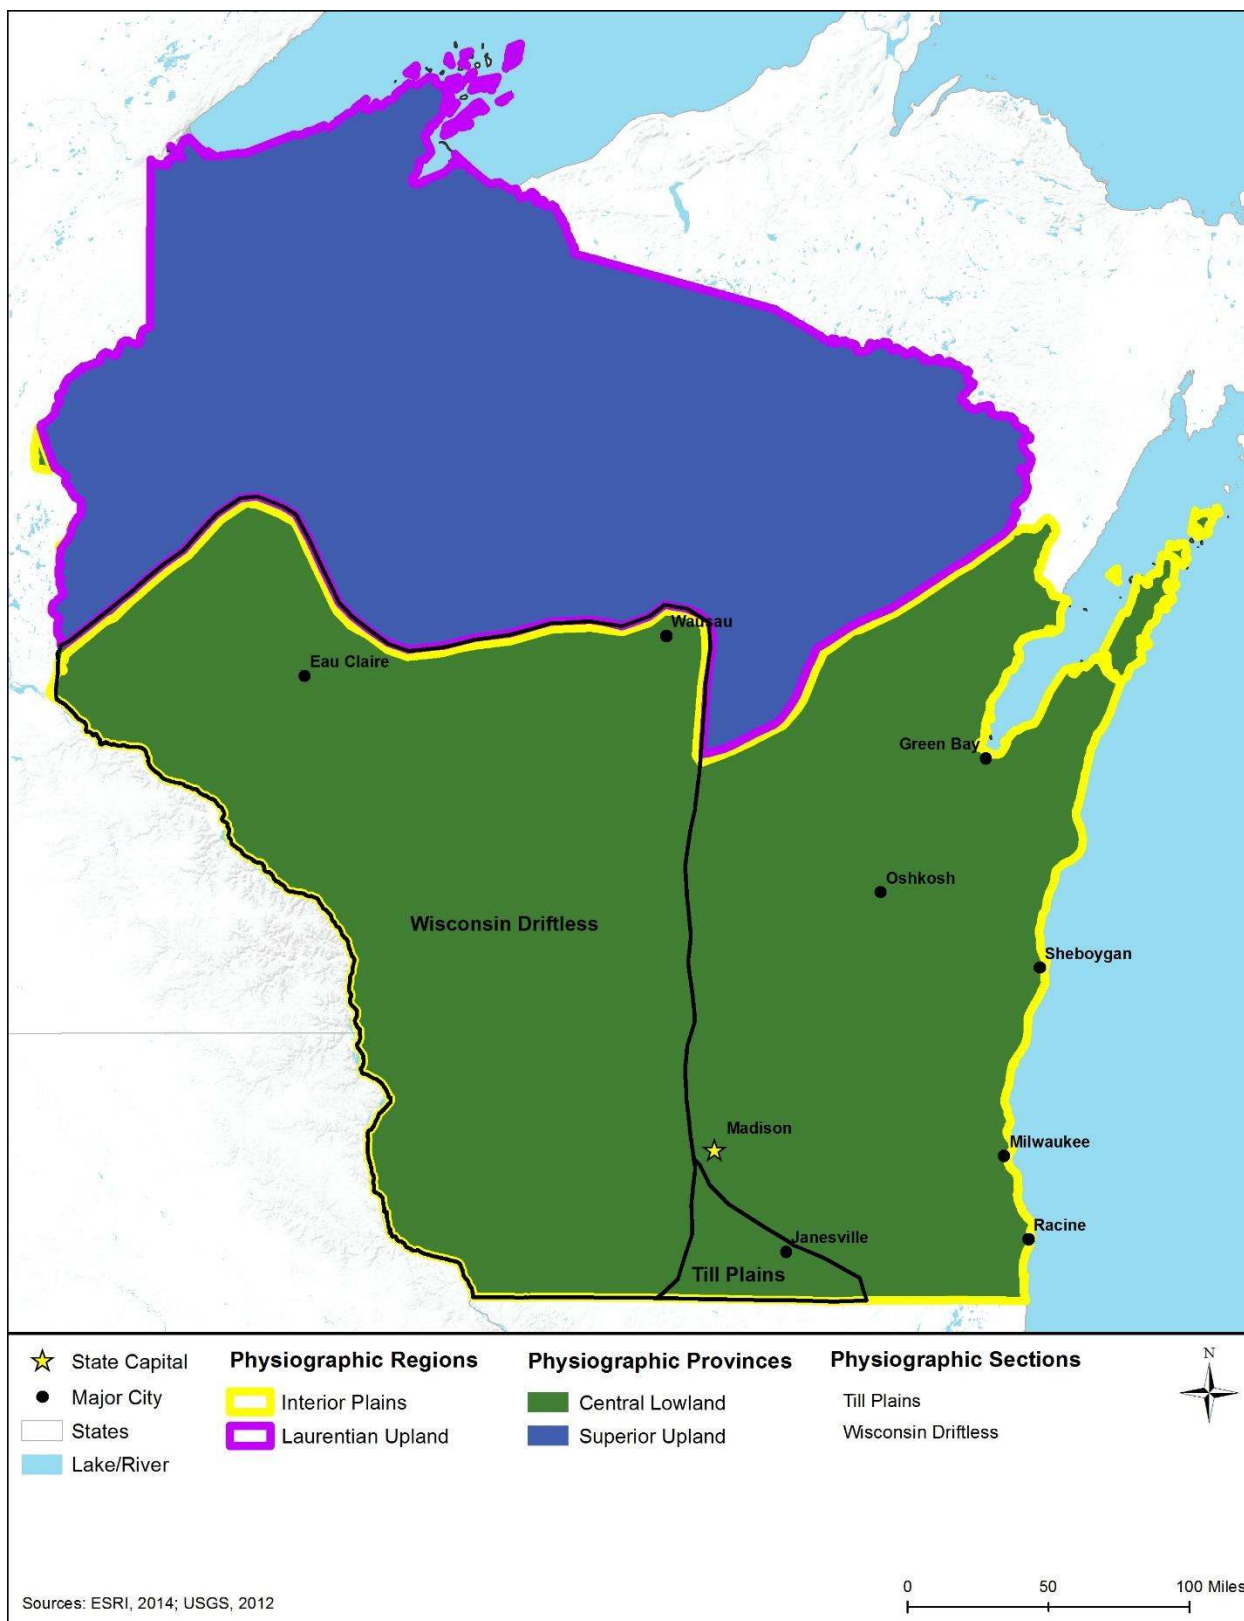 Wausau
Eau Claire
Green Bay
Oshkosh
Wisconsin Driftless
Sheboygan
Madison
Milwaukee
Racine
Janesville
Till Plains
State Capital
Major City
States
Lake/River
Physiographic Regions
Interior Plains
Laurentian Upland
Physiographic Provinces
Central Lowland
Superior Upland
Physiographic Sections
Till Plains
Wisconsin Driftless
N
0 50 100 Miles
Sources: ESRI, 2014; USGS, 2012